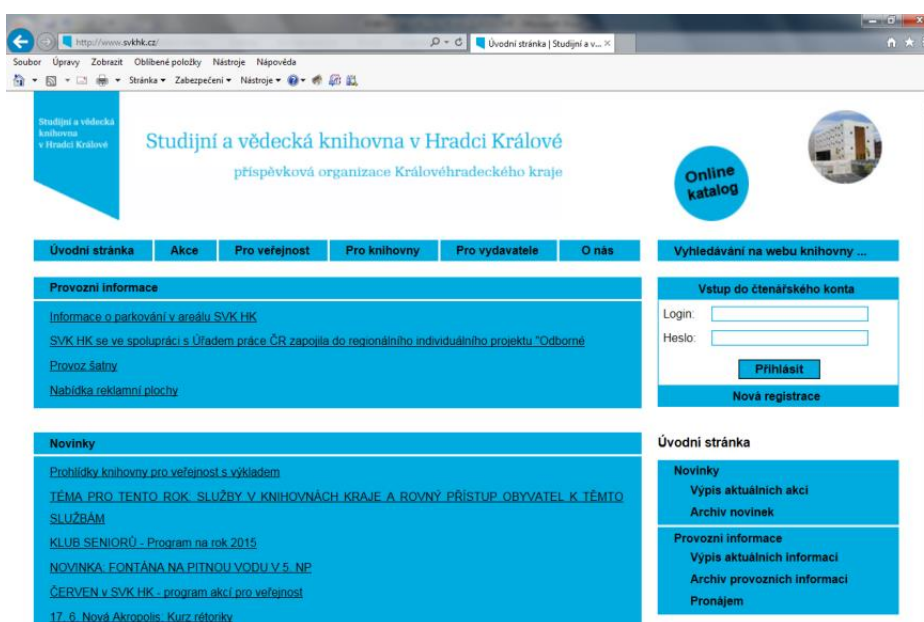 http://www.svkhk.cz/
Úvodní stránka | Studijní a v...
Soubor Úpravy Zobrazit Oblíbené položky Nástroje Nápověda
Stránka Zabezpečení Nástroje
Studijní a vědecká
knihovna
v Hradci Králové
Studijní a vědecká knihovna v Hradci Králové
příspěvková organizace Královéhradeckého kraje
Online
katalog
Úvodní stránka Akce Pro veřejnost Pro knihovny Pro vydavatele O nás
Vyhledávání na webu knihovny ...
Provozní informace
Informace o parkování v areálu SVK HK
SVK HK se ve spolupráci s Úřadem práce ČR zapojila do regionálního individuálního projektu "Odborné
Provoz šatny
Nabídka reklamní plochy
Vstup do čtenářského konta
Login:
Heslo:
Přihlásit
Nová registrace
Novinky
Prohlídky knihovny pro veřejnost s výkladem
TÉMA PRO TENTO ROK: SLUŽBY V KNIHOVNÁCH KRAJE A ROVNÝ PŘÍSTUP OBYVATEL K TĚMTO
SLUŽBÁM
KLUB SENIORŮ - Program na rok 2015
NOVINKA: FONTÁNA NA PITNOU VODU V 5. NP
ČERVEN v SVK HK - program akcí pro veřejnost
17. 6. Nová Akropolis: Kurz rétoriky
Úvodní stránka
Novinky
Výpis aktuálních akcí
Archiv novinek
Provozní informace
Výpis aktuálních informací
Archiv provozních informací
Pronájem